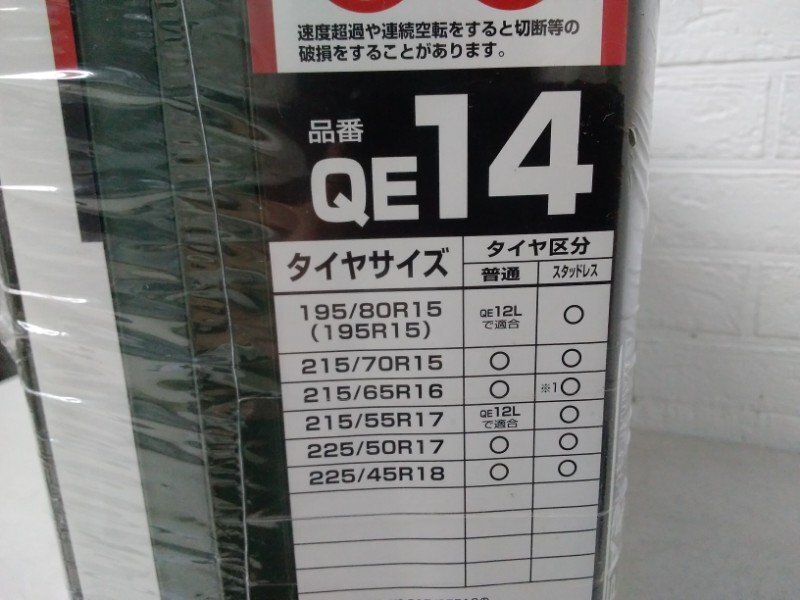 速度超過や連続空転をすると切断等の
破損をすることがあります。
品番
QE14
タイヤサイズ
タイヤ区分
普通 スタッドレス
195/80R15
(195R15)
QE12L
で適合
○
215/70R15 ○ ○
215/65R16 ○ ※1○
215/55R17
QE12L
で適合
○
225/50R17 ○ ○
225/45R18 ○ ○